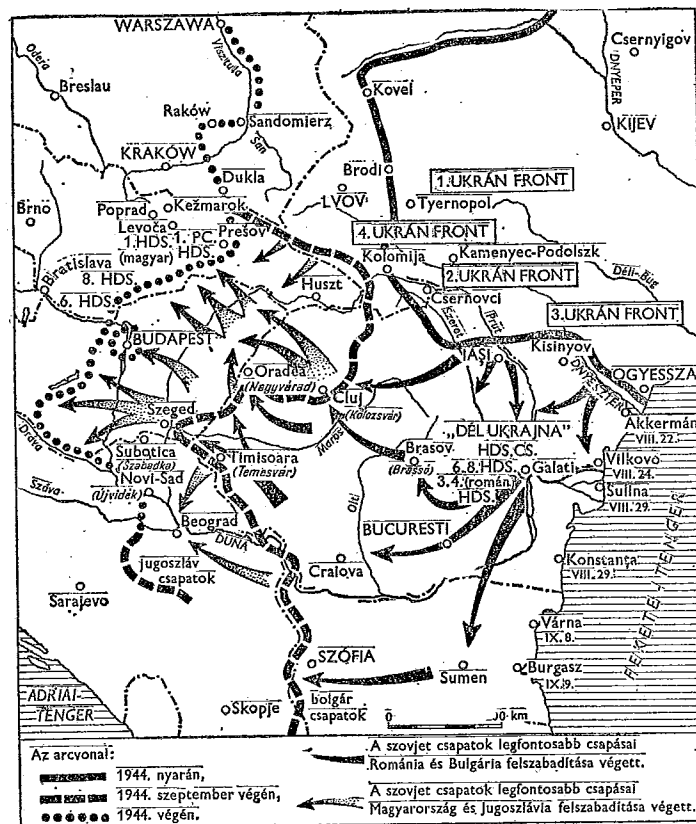 WARSZAWA
Odera
Visztula
Csernyigov
DNYEPER
Breslau
Kovel
Raków
Sandomierz
KIJEV
San
KRAKÓW
Brodi
Dukla
1. UKRÁN FRONT
LVOV
Tyernopol
Poprad
Kežmarok
Brnö
Levoča
Prešov
4. UKRÁN FRONT
1. HDS. 1. PC
(magyar) HDS.
Kolomija
Kamenyec-Podolszk
Bratislava
8. HDS.
2. UKRÁN FRONT
Déli-Bug
Huszt
6. HDS.
Csernovci
3. UKRÁN FRONT
Szeret
Prut
BUDAPEST
IASI
Kisinyov
Oradea
(Nagyvárad)
OGYESSZA
DNYESZTER
Cluj
(Kolozsvár)
Akkermán
VIII. 22.
Szeged
„DÉL UKRAJNA”
HDS. CS.
Dráva
Maros
Subotica
(Szabadka)
Timisoara
(Temesvár)
Brasov
(Brassó)
6. 8. HDS.
Galati
Vilkovo
VIII. 24.
3. 4. (román)
HDS.
Novi-Sad
(Újvidék)
Sulina
VIII. 29.
Száva
Olt
Beograd
BUCURESTI
DUNA
jugoszláv
csapatok
Craiova
Konstanta
VIII. 29.
Sarajevo
FEKETE-TENGER
Várna
IX. 8.
SZÓFIA
Sumen
Burgasz
IX. 9.
ADRIAI-
TENGER
Skopje
bolgár
csapatok
0
km
Az arcvonal:
1944. nyarán,
1944. szeptember végén,
1944. végén.
A szovjet csapatok legfontosabb csapásai
Románia és Bulgária felszabadítása végett.
A szovjet csapatok legfontosabb csapásai
Magyarország és Jugoszlávia felszabadítása végett.